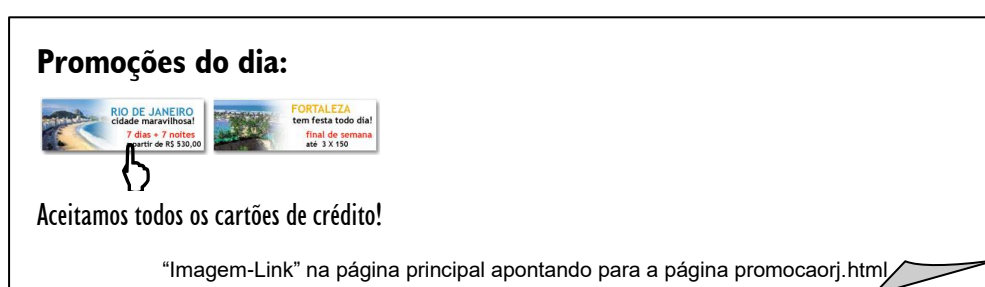 Promoções do dia:
RIO DE JANEIRO
cidade maravilhosa!
7 dias + 7 noites
a partir de R$ 530,00
FORTALEZA
tem festa todo dia!
final de semana
até 3 X 150
Aceitamos todos os cartões de crédito!
“Imagem-Link” na página principal apontando para a página promocaorj.html